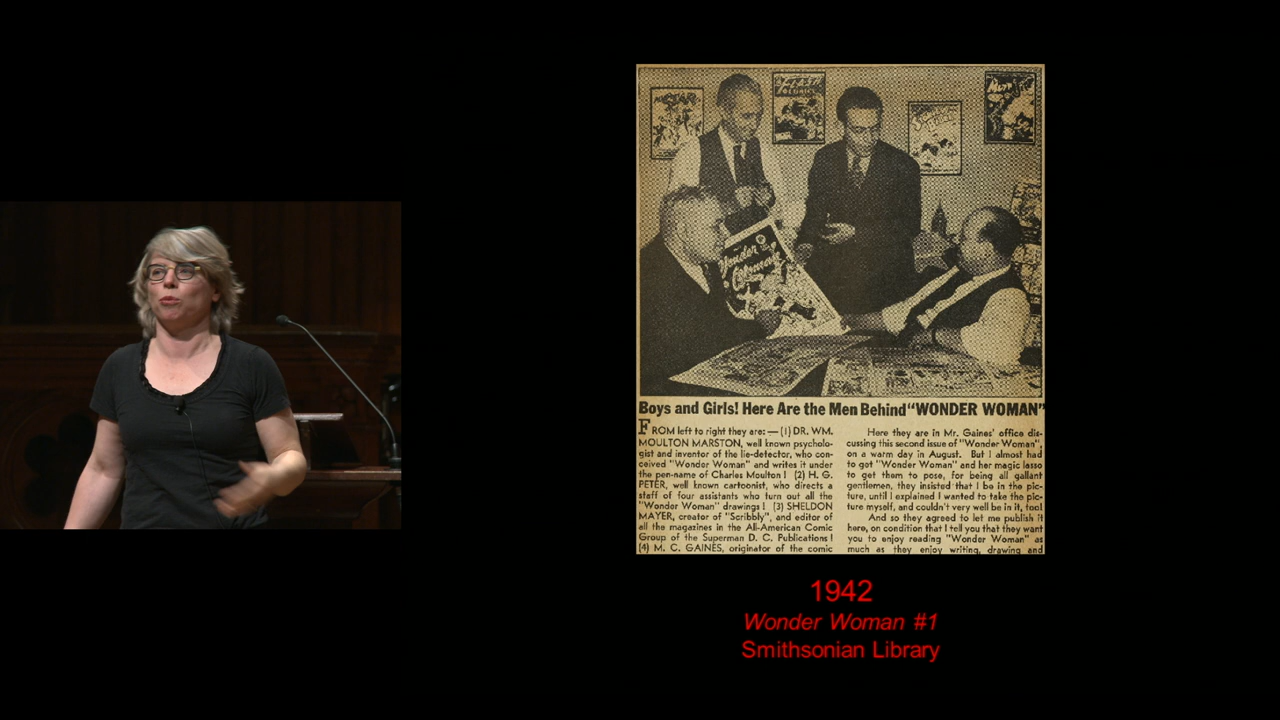 STAR
FLASH
COMICS
Wonder
Woman
Boys and Girls! Here Are the Men Behind "WONDER WOMAN"
FROM left to right they are: — (1) DR. WM.
MOULTON MARSTON, well known psycholo-
gist and inventor of the lie-detector, who con-
ceived "Wonder Woman" and writes it under
the pen-name of Charles Moulton! (2) H. G.
PETER, well known cartoonist, who directs a
staff of four assistants who turn out all the
"Wonder Woman" drawings! (3) SHELDON
MAYER, creator of "Scribbly", and editor of
all the magazines in the All-American Comic
Group of the Superman D. C. Publications!
(4) M. C. GAINES, originator of the comic
Here they are in Mr. Gaines' office dis-
cussing this second issue of "Wonder Woman",
on a warm day in August. But I almost had
to get "Wonder Woman" and her magic lasso
to get them to pose, for being all gallant
gentlemen, they insisted that I be in the pic-
ture, until I explained I wanted to take the pic-
ture myself, and couldn't very well be in it, too!
And so they agreed to let me publish it
here, on condition that I tell you that they want
you to enjoy reading "Wonder Woman" as
much as they enjoy writing, drawing and
1942
Wonder Woman #1
Smithsonian Library